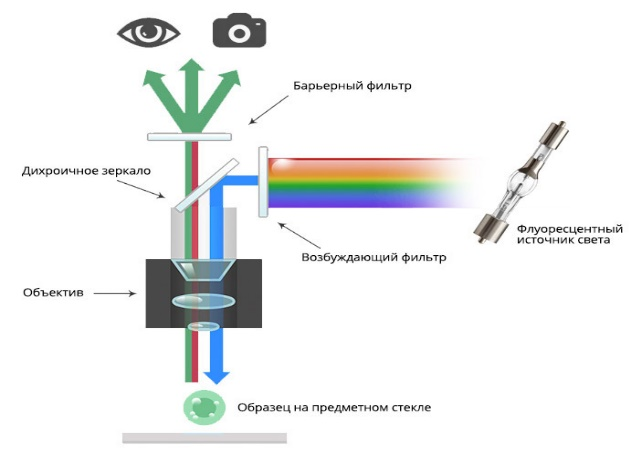 Барьерный фильтр
Дихроичное зеркало
Флуоресцентный
источник света
Возбуждающий фильтр
Объектив
Образец на предметном стекле